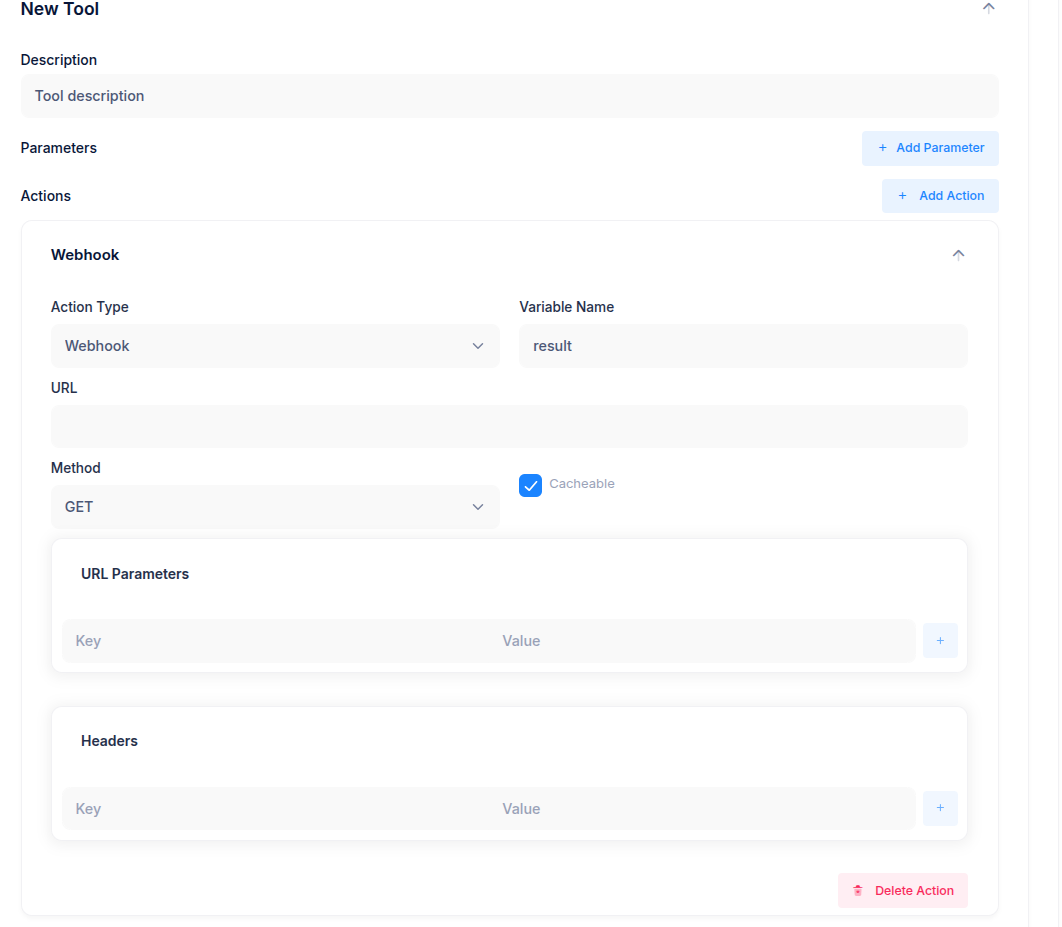 New Tool
Description
Tool description
Parameters
+ Add Parameter
Actions
+ Add Action
Webhook
Action Type
Variable Name
Webhook
result
URL
Method
Cacheable
GET
URL Parameters
Key Value +
Headers
Key Value +
Delete Action